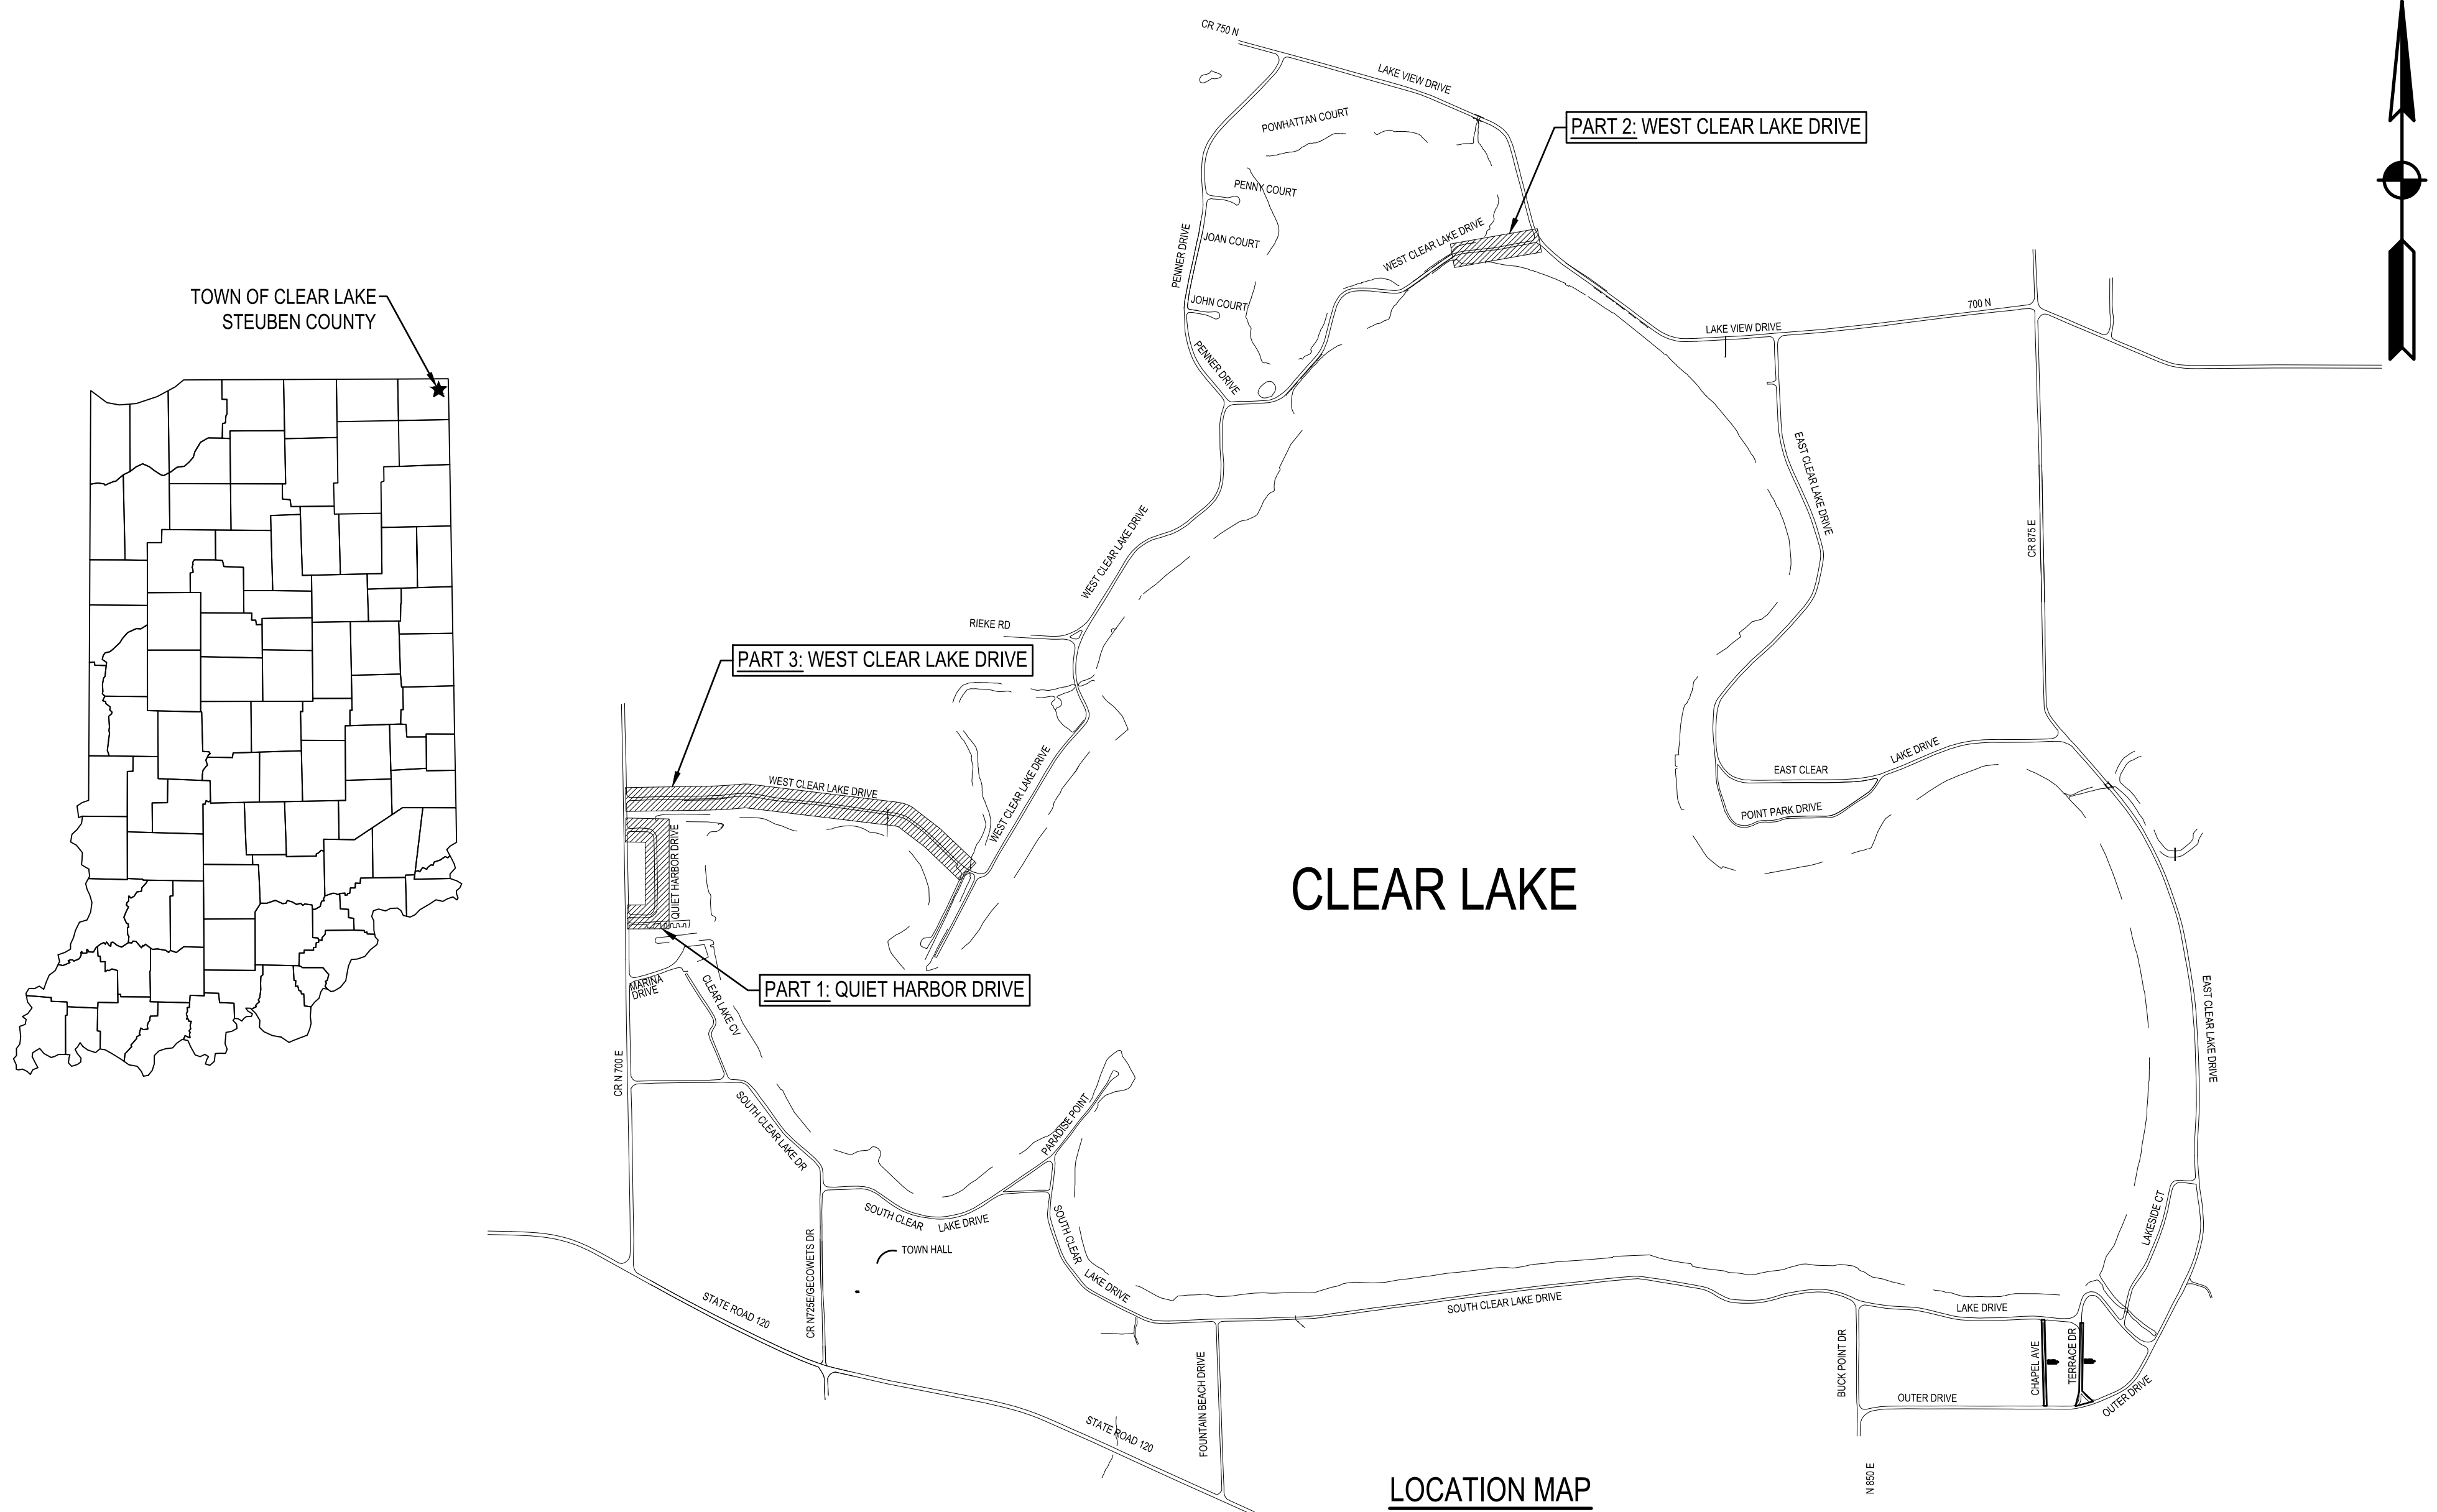 CR 750 N
LAKE VIEW DRIVE
POWHATTAN COURT
PART 2: WEST CLEAR LAKE DRIVE
PENNY COURT
JOAN COURT
PENNER DRIVE
WEST CLEAR LAKE DRIVE
JOHN COURT
PENNER DRIVE
TOWN OF CLEAR LAKE
STEUBEN COUNTY
700 N
LAKE VIEW DRIVE
EAST CLEAR LAKE DRIVE
CR 875 E
WEST CLEAR LAKE DRIVE
RIEKE RD
PART 3: WEST CLEAR LAKE DRIVE
WEST CLEAR LAKE DRIVE
WEST CLEAR LAKE DRIVE
EAST CLEAR
LAKE DRIVE
POINT PARK DRIVE
QUIET HARBOR DRIVE
CLEAR LAKE
MARINA
DRIVE
PART 1: QUIET HARBOR DRIVE
CLEAR LAKE CV
CR N 700 E
EAST CLEAR LAKE DRIVE
SOUTH CLEAR LAKE DR
PARADISE POINT
SOUTH CLEAR
LAKE DRIVE
TOWN HALL
SOUTH CLEAR
LAKE DRIVE
LAKESIDE CT
CR N725E/GECOWETS DR
STATE ROAD 120
SOUTH CLEAR LAKE DRIVE
LAKE DRIVE
BUCK POINT DR
CHAPEL AVE
TERRACE DR
OUTER DRIVE
OUTER DRIVE
FOUNTAIN BEACH DRIVE
STATE ROAD 120
N 850 E
LOCATION MAP